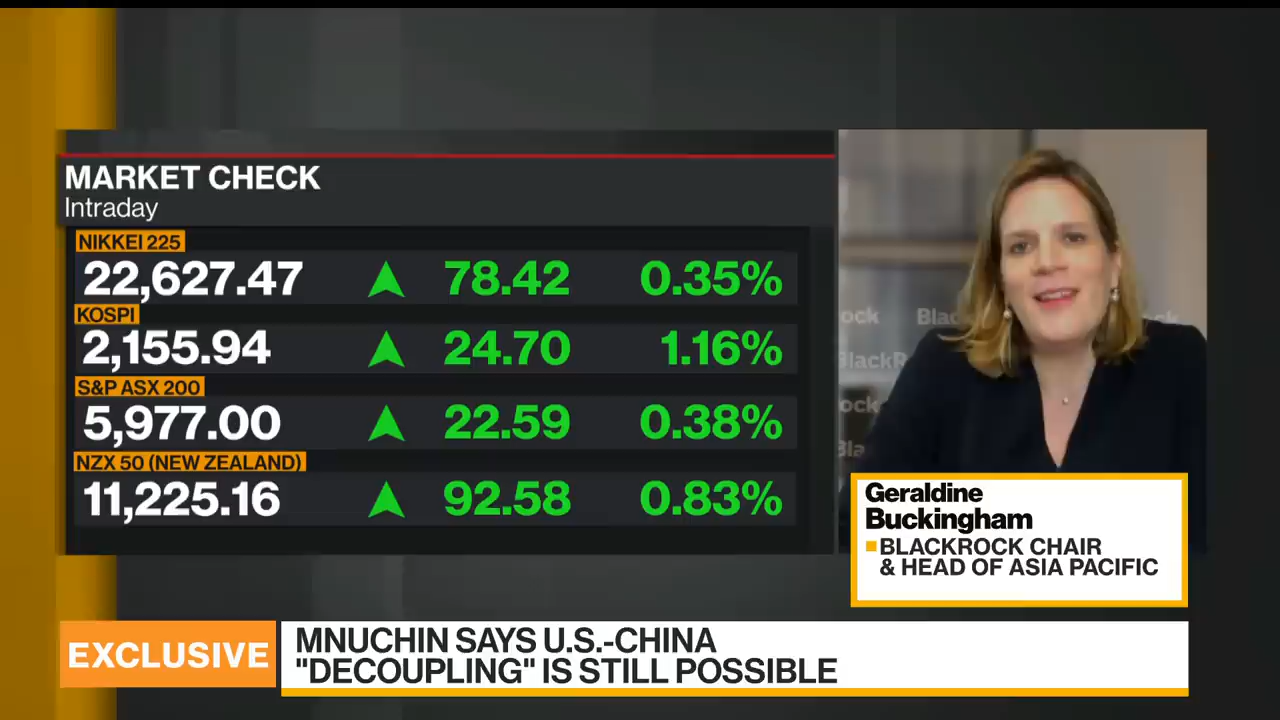 MARKET CHECK
Intraday
NIKKEI 225
22,627.47 78.42 0.35%
KOSPI
2,155.94 24.70 1.16%
S&P ASX 200
5,977.00 22.59 0.38%
NZX 50 (NEW ZEALAND)
11,225.16 92.58 0.83%
Geraldine
Buckingham
BLACKROCK CHAIR
& HEAD OF ASIA PACIFIC
EXCLUSIVE
MNUCHIN SAYS U.S.-CHINA
"DECOUPLING" IS STILL POSSIBLE